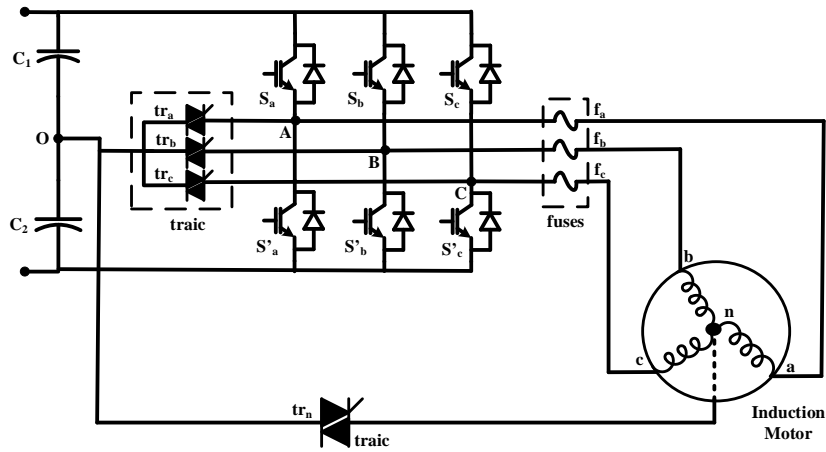 C1
O
C2
tra
trb
trc
traic
Sa
Sb
Sc
A
B
C
S'a
S'b
S'c
fa
fb
fc
fuses
b
n
c
a
Induction
Motor
trn
traic